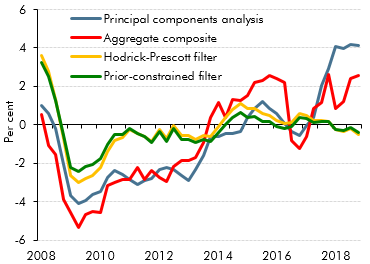 Principal components analysis
Aggregate composite
Hodrick-Prescott filter
Prior-constrained filter
Per cent
6
4
2
0
-2
-4
-6
2008
2010
2012
2014
2016
2018